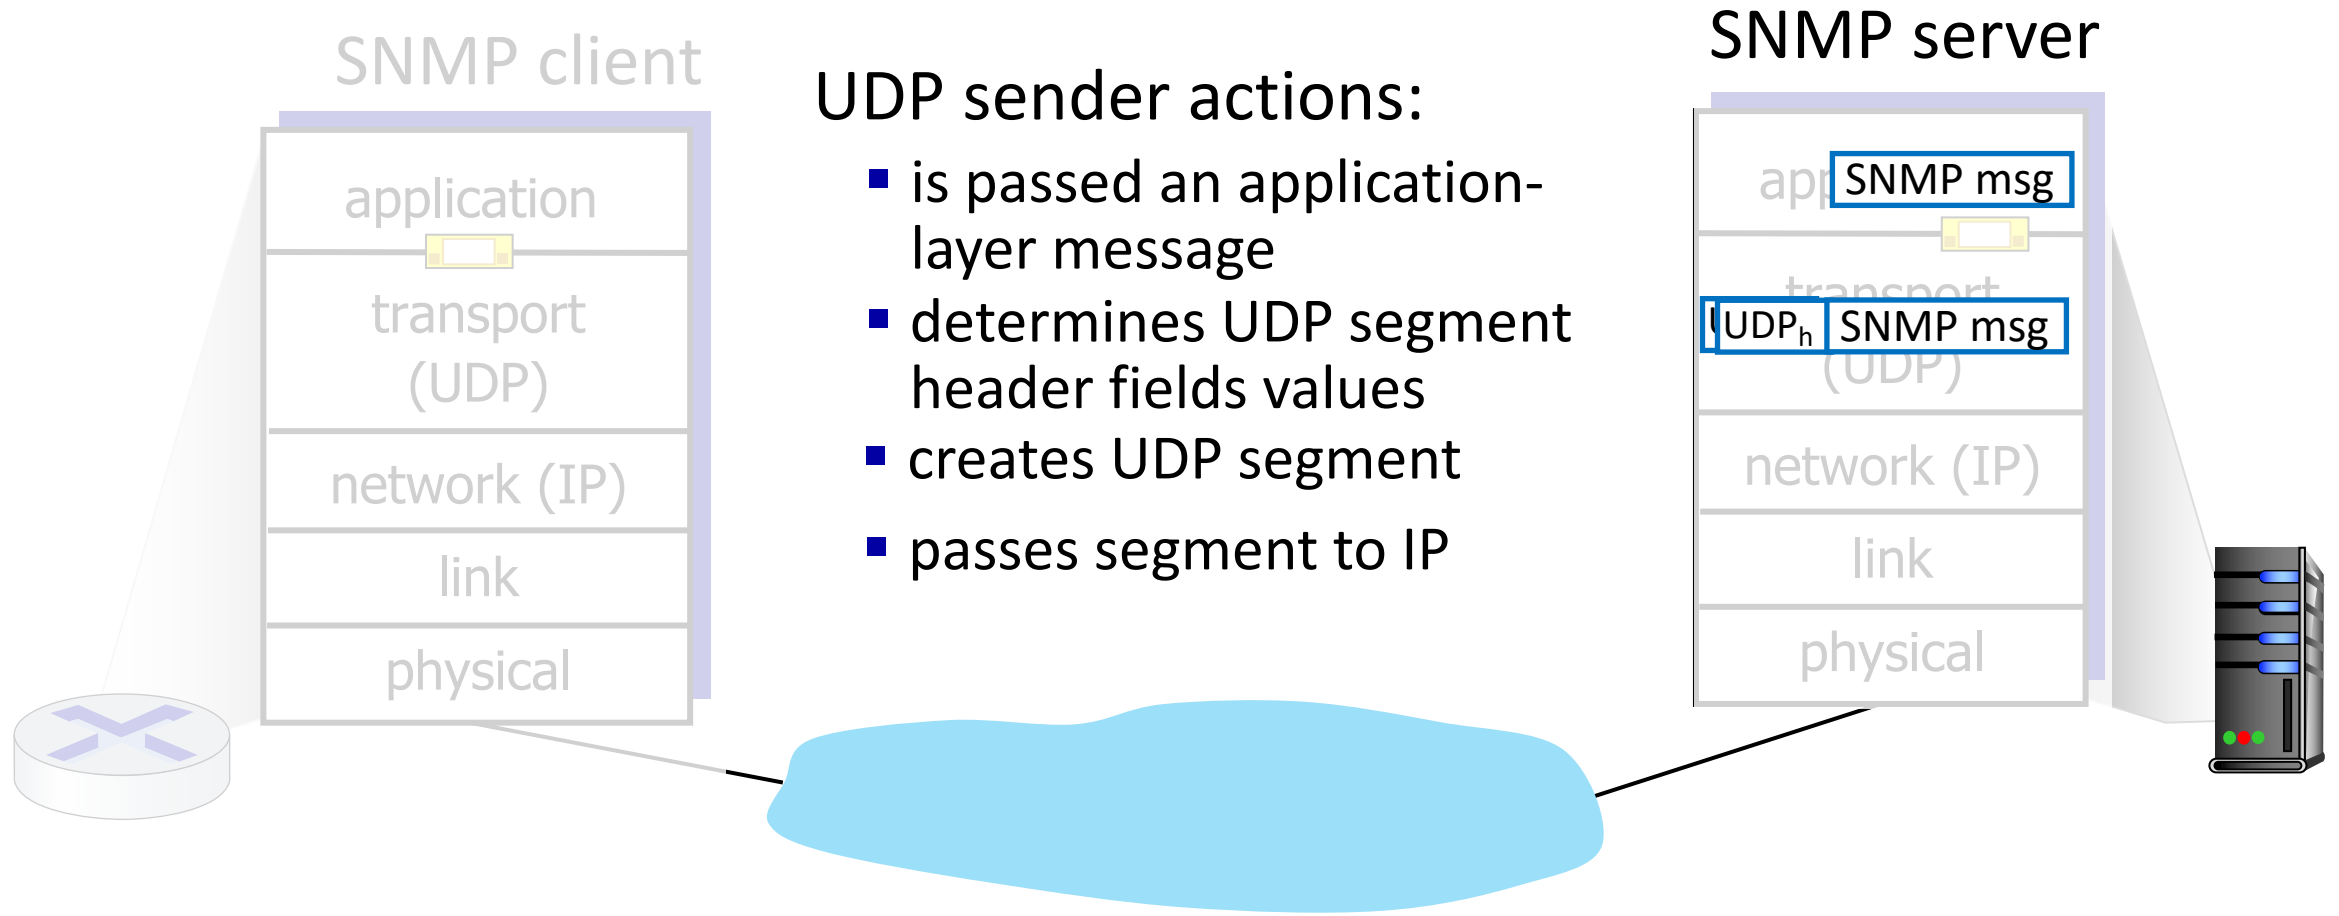 SNMP client
application
transport
(UDP)
network (IP)
link
physical
UDP sender actions:
is passed an application-
layer message
determines UDP segment
header fields values
creates UDP segment
passes segment to IP
SNMP server
SNMP msg
transport
UDPh SNMP msg
(UDP)
network (IP)
link
physical